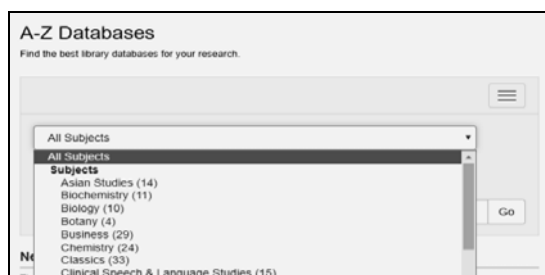 A-Z Databases
Find the best library databases for your research.
All Subjects
All Subjects
Subjects
Asian Studies (14)
Biochemistry (11)
Biology (10)
Botany (4)
Business (29)
Chemistry (24)
Classics (33)
Clinical Speech & Language Studies (15)
Go
Ne